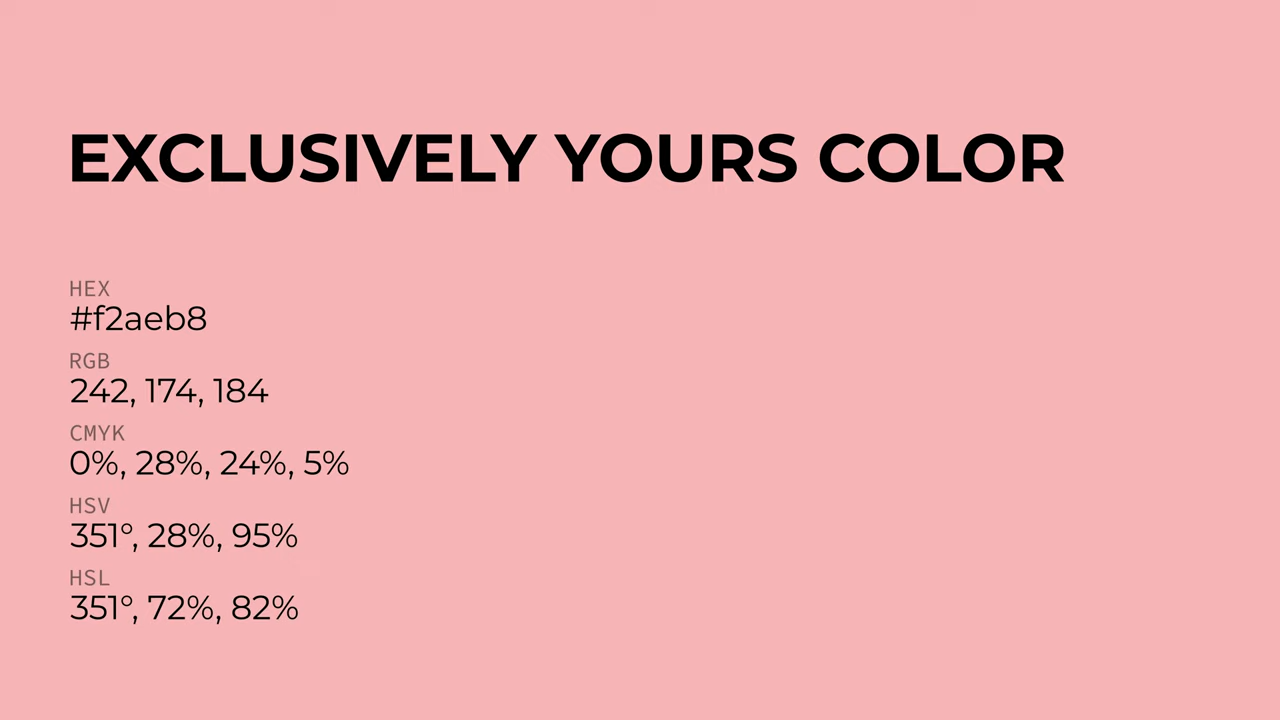 EXCLUSIVELY YOURS COLOR
HEX
#f2aeb8
RGB
242, 174, 184
CMYK
0%, 28%, 24%, 5%
HSV
351°, 28%, 95%
HSL
351°, 72%, 82%